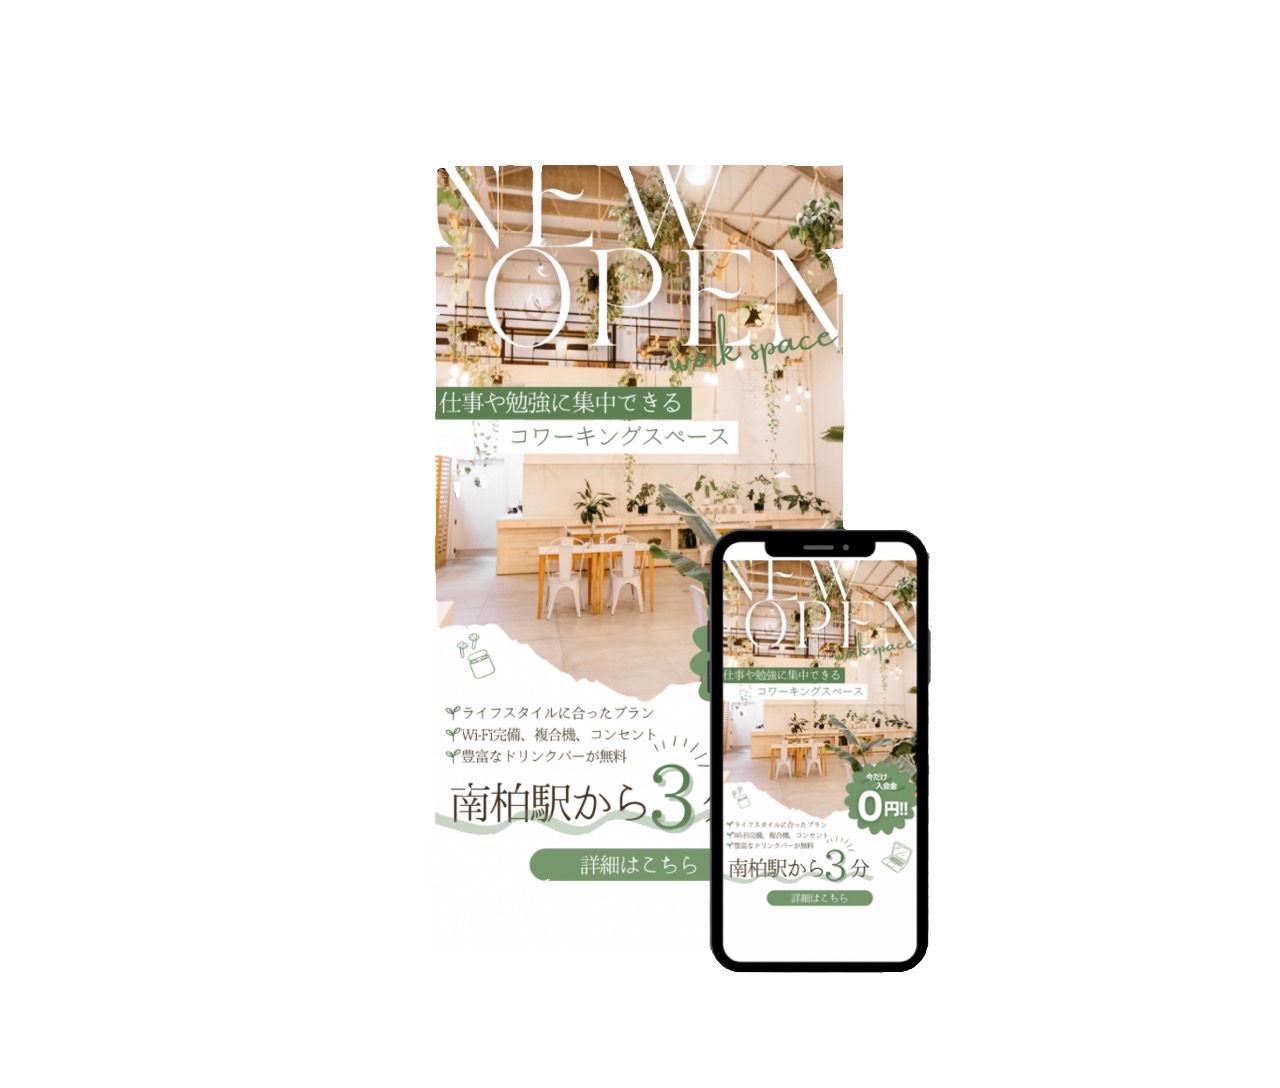 NEW
OPEN
work space
仕事や勉強に集中できる
コワーキングスペース
ライフスタイルに合ったプラン
Wi-Fi完備、複合機、コンセント
豊富なドリンクバーが無料
南柏駅から3
詳細はこちら
NEW
OPEN
work space
仕事や勉強に集中できる
コワーキングスペース
今だけ
入会金
0円!!
ライフスタイルに合ったプラン
Wi-Fi完備、複合機、コンセント
豊富なドリンクバーが無料
南柏駅から3分
詳細はこちら